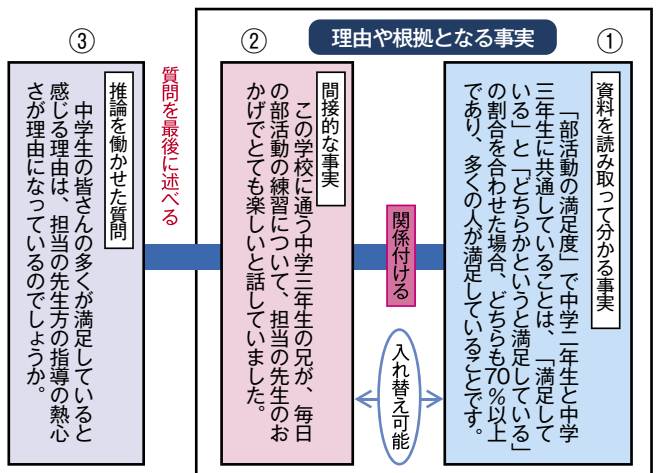 理由や根拠となる事実
①
資料を読み取って分かる事実
「部活動の満足度」で中学二年生と中学
三年生に共通していることは、「満足して
いる」と「どちらかというと満足している」
の割合を合わせた場合、どちらも70％以上
であり、多くの人が満足していることです。
関係付ける
入れ替え可能
②
間接的な事実
この学校に通う中学三年生の兄が、毎日
の部活動の練習について、担当の先生のお
かげでとても楽しいと話していました。
質問を最後に述べる
③
推論を働かせた質問
中学生の皆さんの多くが満足していると
感じる理由は、担当の先生方の指導の熱心
さが理由になっているのでしょうか。